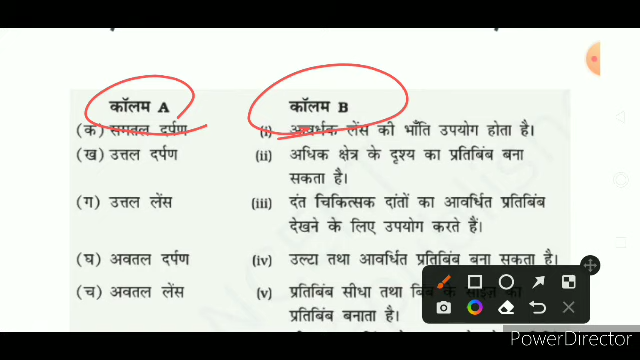 कॉलम A कॉलम B
(क) समतल दर्पण (i) आवर्धक लेंस की भाँति उपयोग होता है।
(ख) उत्तल दर्पण (ii) अधिक क्षेत्र के दृश्य का प्रतिबिंब बना
सकता है।
(ग) उत्तल लेंस (iii) दंत चिकित्सक दांतों का आवर्धित प्रतिबिंब
देखने के लिए उपयोग करते हैं।
(घ) अवतल दर्पण (iv) उल्टा तथा आवर्धित प्रतिबिंब बना सकता है।
(च) अवतल लेंस (v) प्रतिबिंब सीधा तथा बिंब के साइज़ का
प्रतिबिंब बनाता है।
PowerDirector